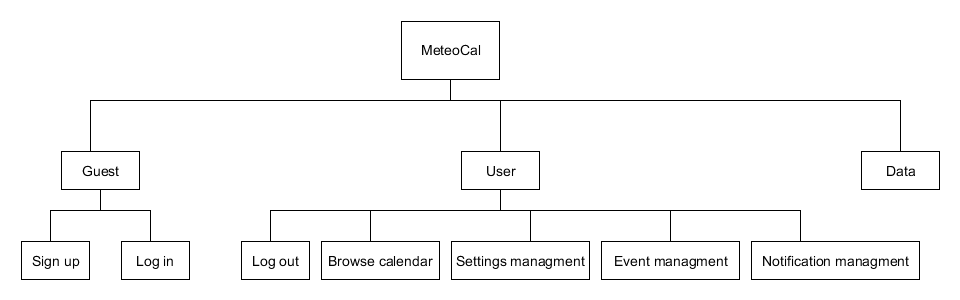 MeteoCal
Guest
User
Data
Sign up
Log in
Log out
Browse calendar
Settings managment
Event managment
Notification managment